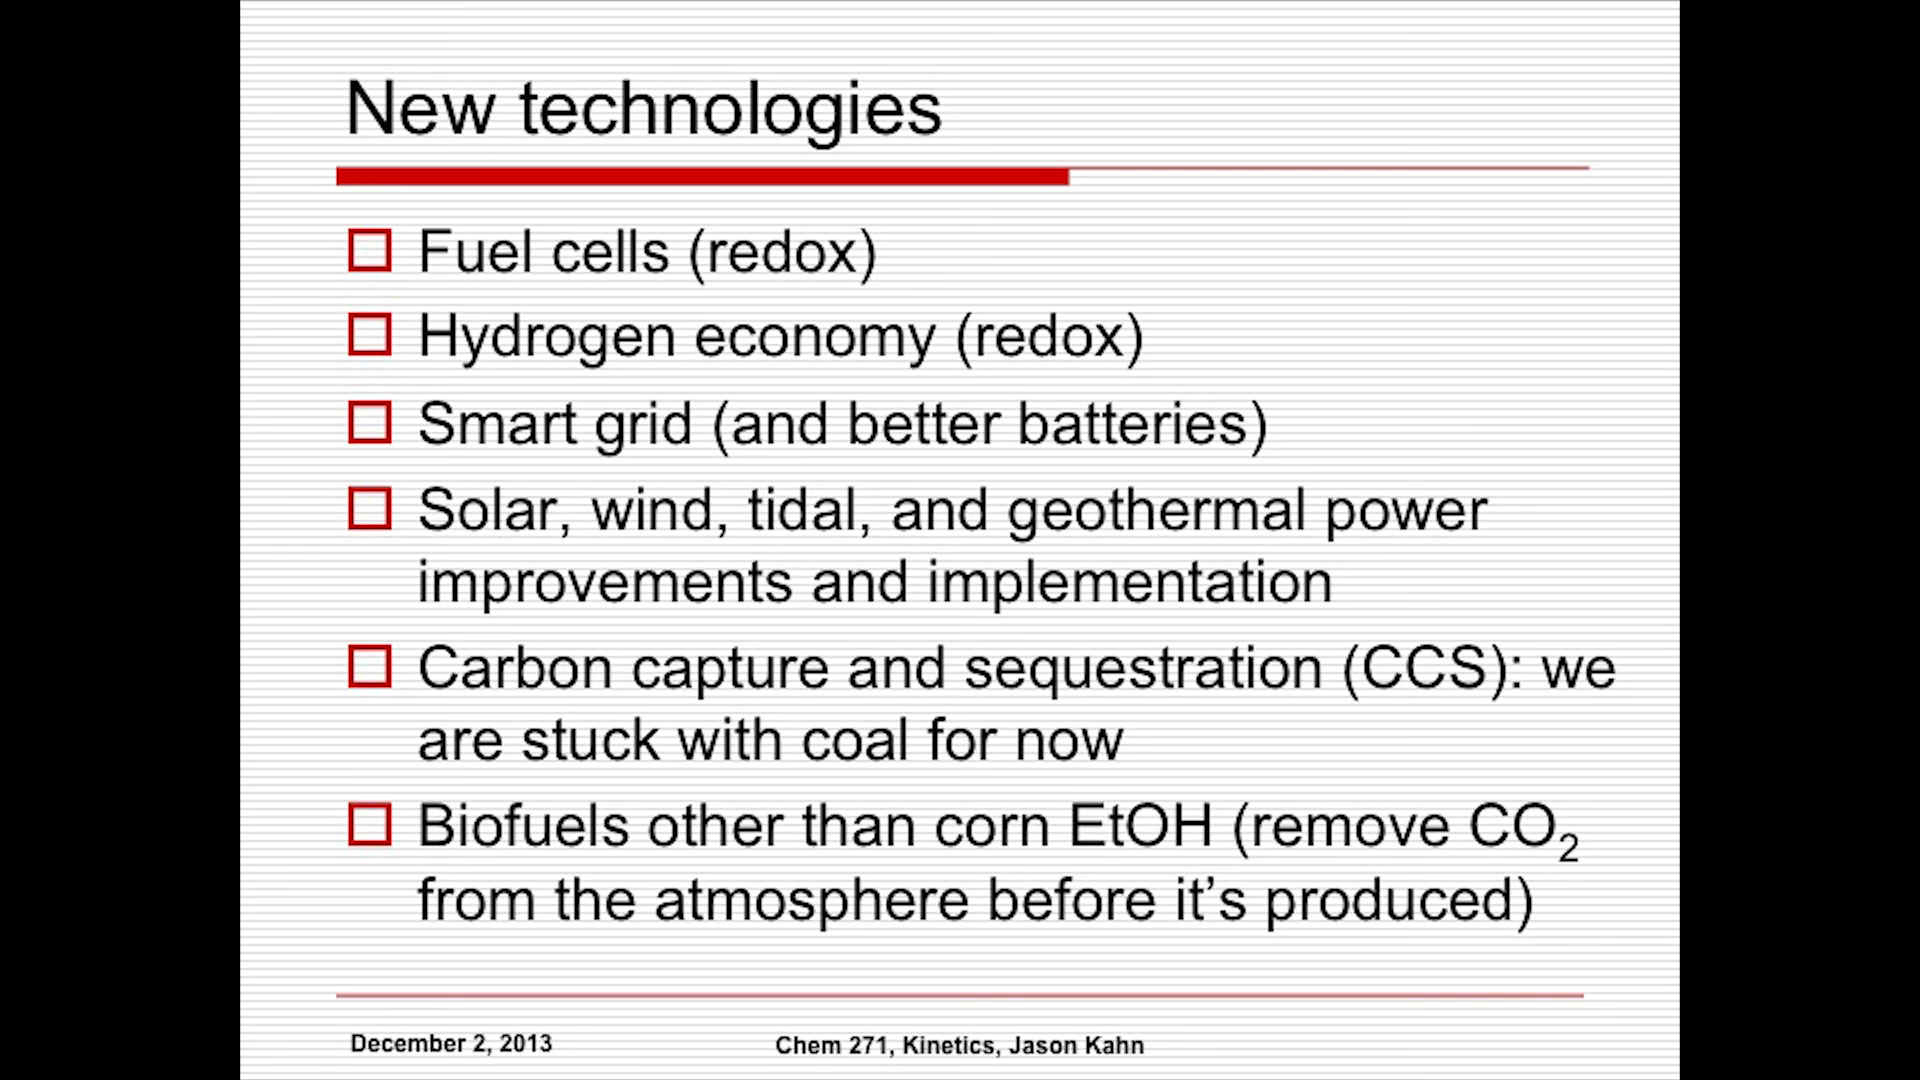 New technologies
Fuel cells (redox)
Hydrogen economy (redox)
Smart grid (and better batteries)
Solar, wind, tidal, and geothermal power
improvements and implementation
Carbon capture and sequestration (CCS): we
are stuck with coal for now
Biofuels other than corn EtOH (remove CO₂
from the atmosphere before it’s produced)
December 2, 2013
Chem 271, Kinetics, Jason Kahn